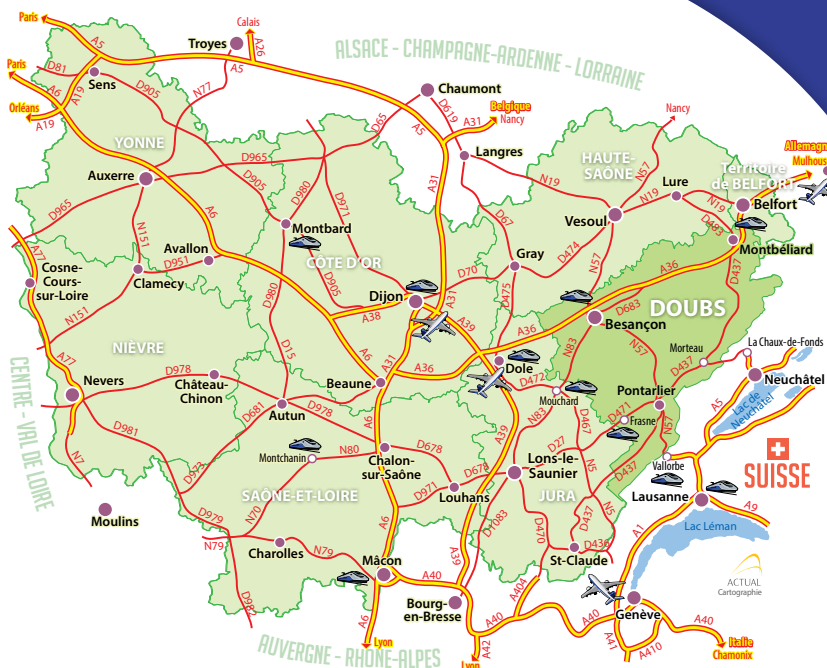 Paris
Calais
A5
Troyes
A26
ALSACE - CHAMPAGNE-ARDENNE - LORRAINE
Paris
D81
A6
A19
Sens
D905
N77
A5
Chaumont
Orléans
A19
D619
D65
A5
Belgique
Nancy
A31
Nancy
YONNE
D965
Langres
HAUTE-
SAÔNE
N57
Allemagne
Mulhouse
Territoire
de BELFORT
Auxerre
D905
D980
A31
N19
Lure
N19
N19
Belfort
D965
A6
D971
D67
Vesoul
D483
N151
Montbard
Montbéliard
A77
Avallon
D951
CÔTE D'OR
Gray
D474
N57
A36
D437
Cosne-
Cours-
sur-Loire
Clamecy
D980
D905
D70
D475
Dijon
A31
D683
DOUBS
N151
A38
A39
A36
Besançon
NIÈVRE
D15
A6
N83
N57
Morteau
La Chaux-de-Fonds
A77
D978
A31
A36
Dole
D437
Neuchâtel
Nevers
Château-
Chinon
Beaune
D472
Mouchard
Pontarlier
A5
Lac de
Neuchâtel
CENTRE - VAL DE LOIRE
D681
Autun
D978
A6
N83
D467
D471
Frasne
N57
D981
A39
D27
Montchanin
N80
D678
D437
Vallorbe
SUISSE
N7
D973
Chalon-
sur-Saône
D678
Lons-le-
Saunier
N5
Lausanne
SAÔNE-ET-LOIRE
D971
Louhans
JURA
A9
Moulins
D979
N70
A6
D1083
D470
D437
N5
A1
Lac Léman
N79
Charolles
N79
A39
D436
St-Claude
Mâcon
A40
A404
ACTUAL
Cartographie
D982
Bourg-
en-Bresse
Genève
A6
A40
A40
AUVERGNE - RHONE-ALPES
Lyon
A42
A41
A410
Italie
Chamonix
Lyon